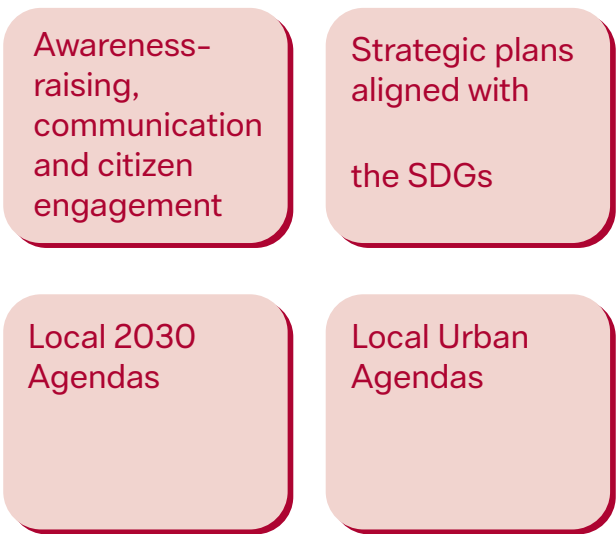 Awareness-
raising,
communication
and citizen
engagement
Strategic plans
aligned with
the SDGs
Local 2030
Agendas
Local Urban
Agendas